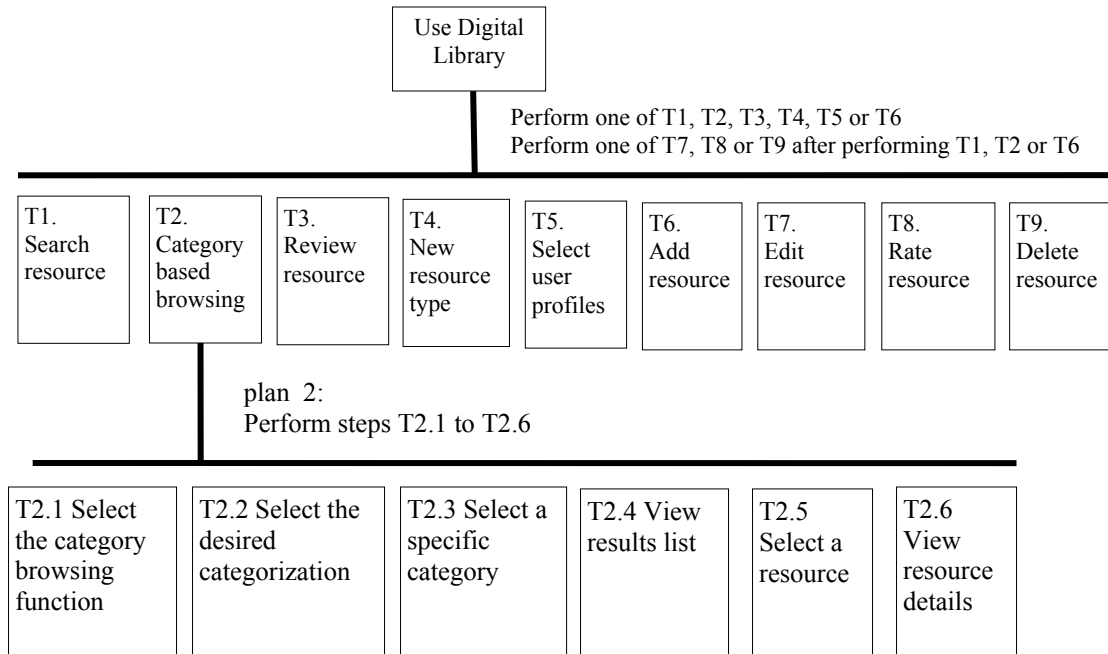 Use Digital
Library
Perform one of T1, T2, T3, T4, T5 or T6
Perform one of T7, T8 or T9 after performing T1, T2 or T6
T1.
Search
resource
T2.
Category
based
browsing
T3.
Review
resource
T4.
New
resource
type
T5.
Select
user
profiles
T6.
Add
resource
T7.
Edit
resource
T8.
Rate
resource
T9.
Delete
resource
plan 2:
Perform steps T2.1 to T2.6
T2.1 Select
the category
browsing
function
T2.2 Select the
desired
categorization
T2.3 Select a
specific
category
T2.4 View
results list
T2.5
Select a
resource
T2.6
View
resource
details